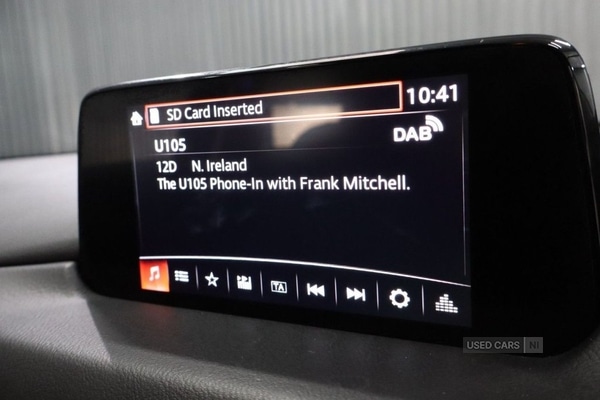 SD Card Inserted
10:41
U105
DAB
12D N. Ireland
The U105 Phone-In with Frank Mitchell.
TA
USED CARS NI